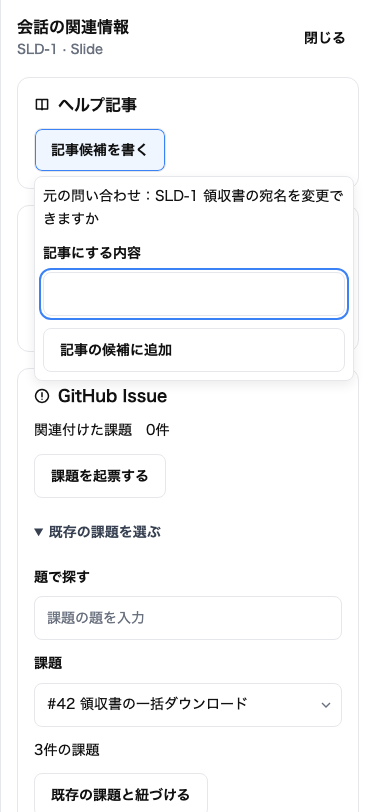 会話の関連情報
SLD-1 · Slide
閉じる
ヘルプ記事
記事候補を書く
元の問い合わせ：SLD-1 領収書の宛名を変更で
きますか
記事にする内容
記事の候補に追加
GitHub Issue
関連付けた課題　0件
課題を起票する
▼ 既存の課題を選ぶ
題で探す
課題の題を入力
課題
#42 領収書の一括ダウンロード
3件の課題
既存の課題と紐づける